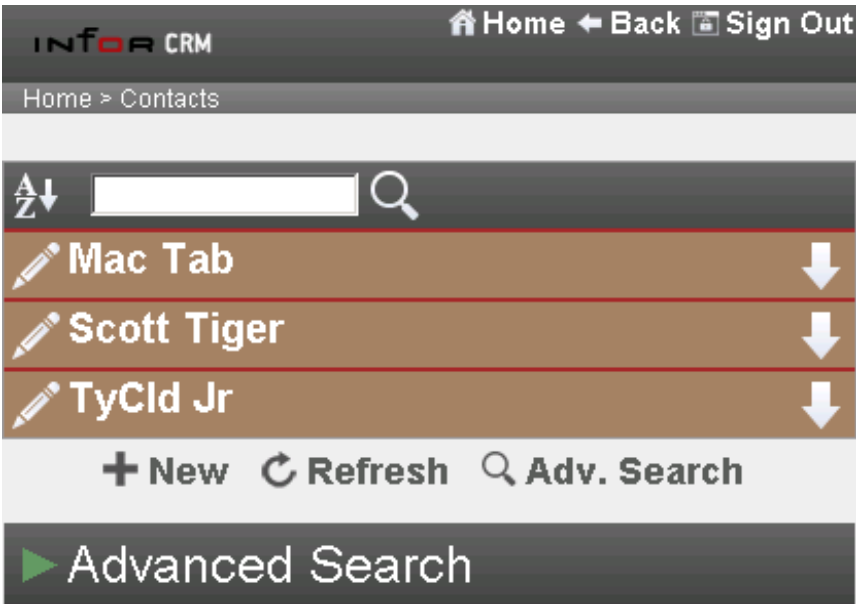 Infor CRM
Home Back Sign Out
Home > Contacts
A
Z
Mac Tab
Scott Tiger
TyCld Jr
New Refresh Adv. Search
Advanced Search